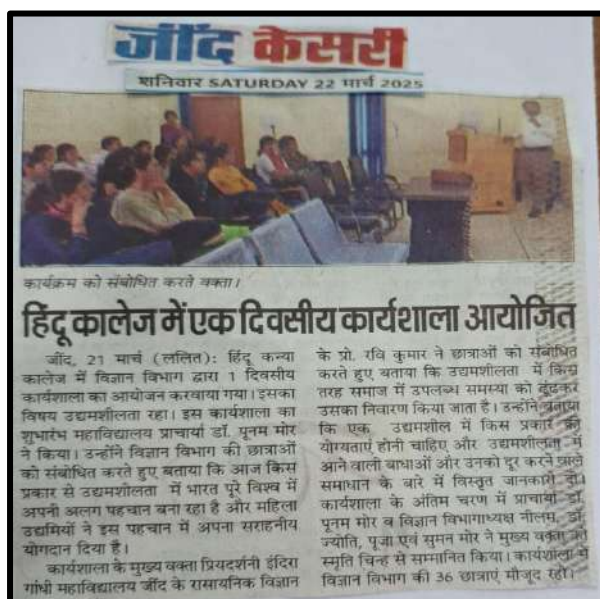 जींद केसरी
शनिवार SATURDAY 22 मार्च 2025
कार्यक्रम को संबोधित करते वक्ता।
हिंदू कालेज में एक दिवसीय कार्यशाला आयोजित
जींद, 21 मार्च (ललित): हिंदू कन्या
कालेज में विज्ञान विभाग द्वारा 1 दिवसीय
कार्यशाला का आयोजन करवाया गया। इसका
विषय उद्यमशीलता रहा। इस कार्यशाला का
शुभारंभ महाविद्यालय प्राचार्या डॉ. पूनम मोर
ने किया। उन्होंने विज्ञान विभाग की छात्राओं
को संबोधित करते हुए बताया कि आज किस
प्रकार से उद्यमशीलता में भारत पूरे विश्व में
अपनी अलग पहचान बना रहा है और महिला
उद्यमियों ने इस पहचान में अपना सराहनीय
योगदान दिया है।
कार्यशाला के मुख्य वक्ता प्रियदर्शनी इंदिरा
गांधी महाविद्यालय जींद के रासायनिक विज्ञान
के प्रो. रवि कुमार ने छात्राओं को संबोधित
करते हुए बताया कि उद्यमशीलता में किस
तरह समाज में उपलब्ध समस्या को ढूंढकर
उसका निवारण किया जाता है। उन्होंने बताया
कि एक उद्यमशील में किस प्रकार की
योग्यताएं होनी चाहिए और उद्यमशीलता में
आने वाली बाधाओं और उनको दूर करने वाले
समाधान के बारे में विस्तृत जानकारी दी।
कार्यशाला के अंतिम चरण में प्राचार्या डॉ.
पूनम मोर व विज्ञान विभागाध्यक्ष नीलम, डॉ.
ज्योति, पूजा एवं सुमन मोर ने मुख्य वक्ता को
स्मृति चिन्ह से सम्मानित किया। कार्यशाला में
विज्ञान विभाग की 36 छात्राएं मौजूद रही।